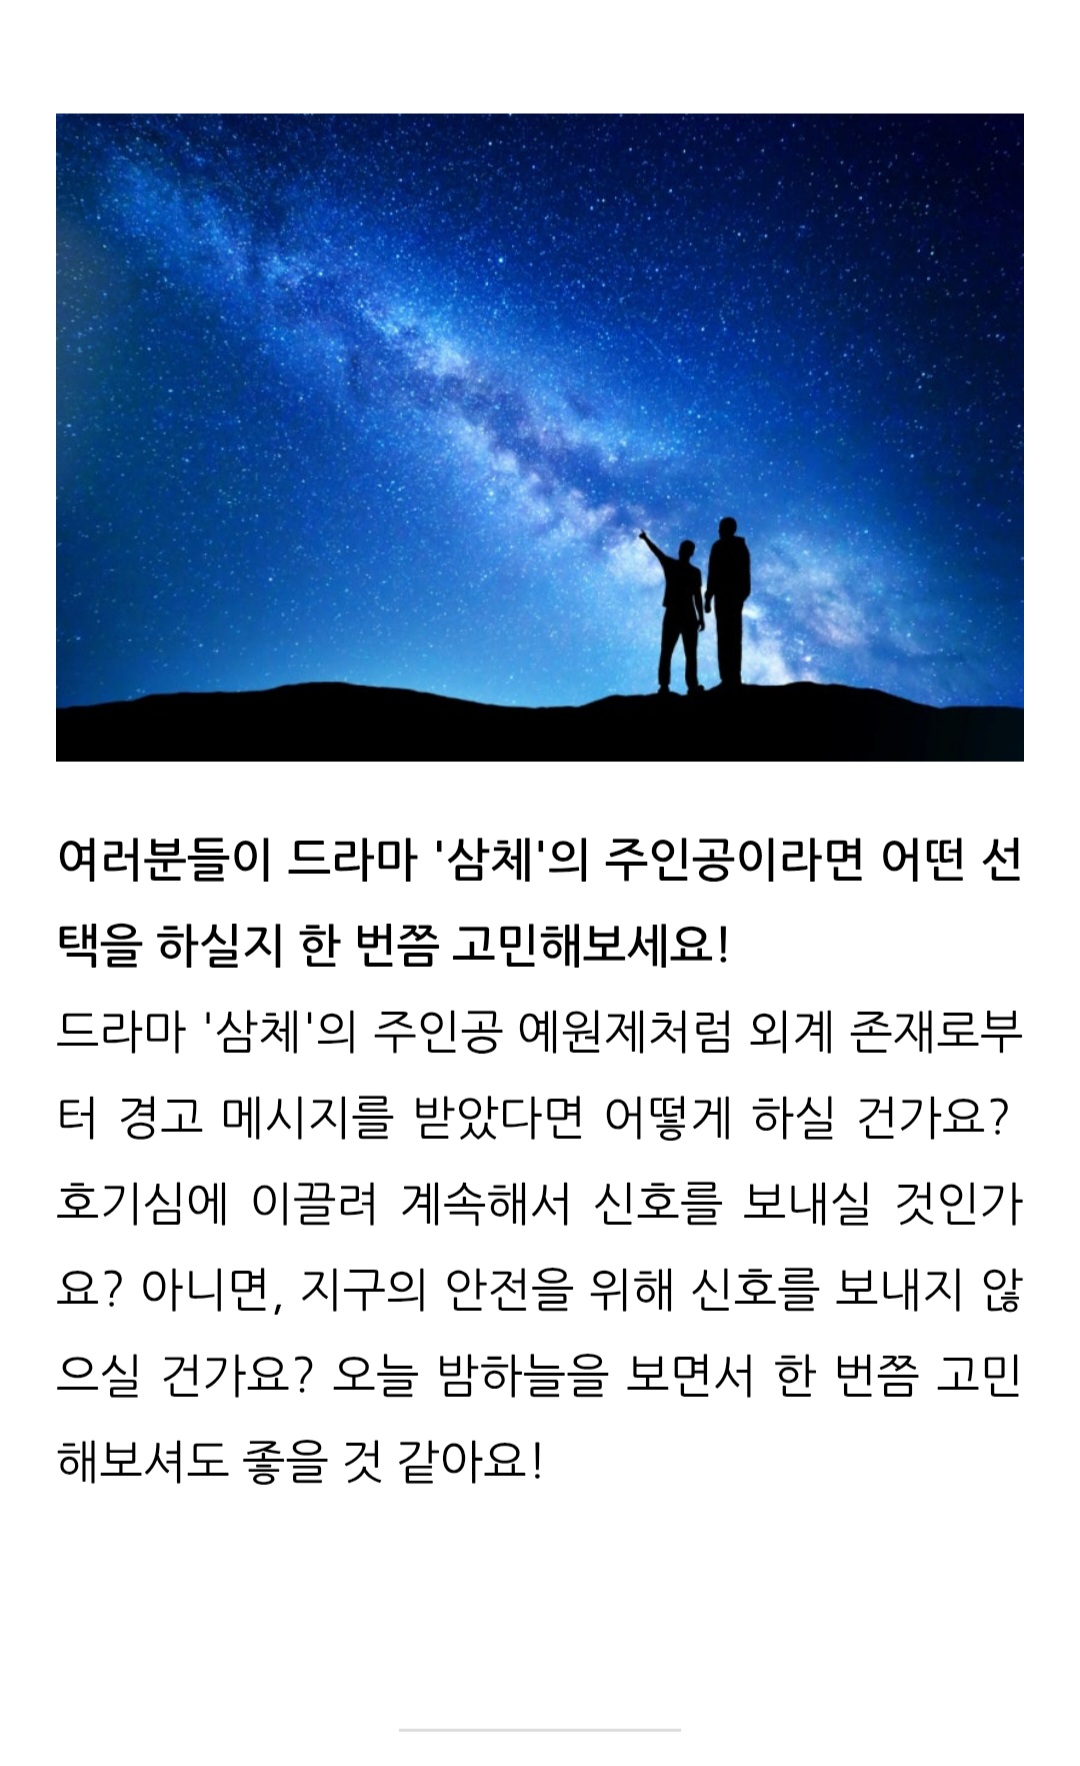 여러분들이 드라마 '삼체'의 주인공이라면 어떤 선
택을 하실지 한 번쯤 고민해보세요!
드라마 '삼체'의 주인공 예원제처럼 외계 존재로부
터 경고 메시지를 받았다면 어떻게 하실 건가요?
호기심에 이끌려 계속해서 신호를 보내실 것인가
요? 아니면, 지구의 안전을 위해 신호를 보내지 않
으실 건가요? 오늘 밤하늘을 보면서 한 번쯤 고민
해보셔도 좋을 것 같아요!